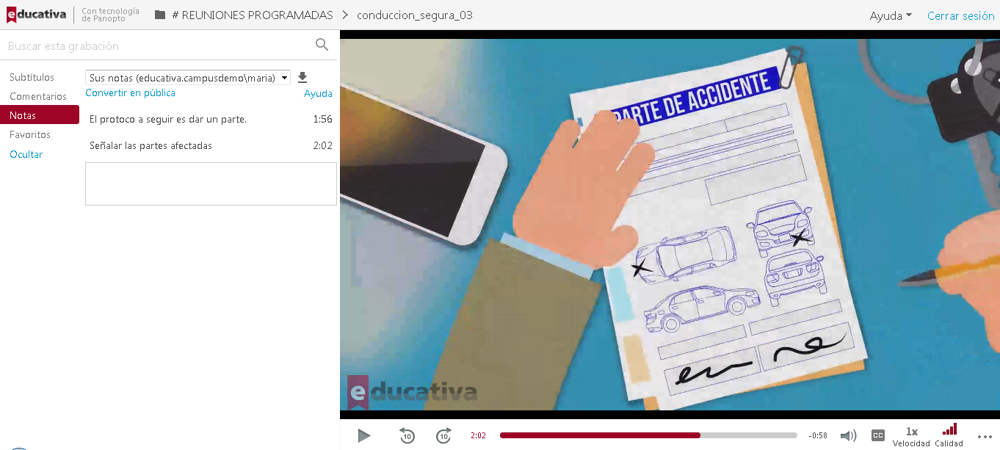 educativa
Con tecnología
de Panopto
# REUNIONES PROGRAMADAS > conduccion_segura_03
Ayuda
Cerrar sesión
Buscar esta grabación
Subtítulos
Comentarios
Notas
Favoritos
Ocultar
Sus notas (educativa.campusdemo\maria)
Convertir en pública
Ayuda
El protoco a seguir es dar un parte. 1:56
Señalar las partes afectadas 2:02
PARTE DE ACCIDENTE
educativa
10
10
2:02
-0:58
CC
1x
Velocidad
Calidad